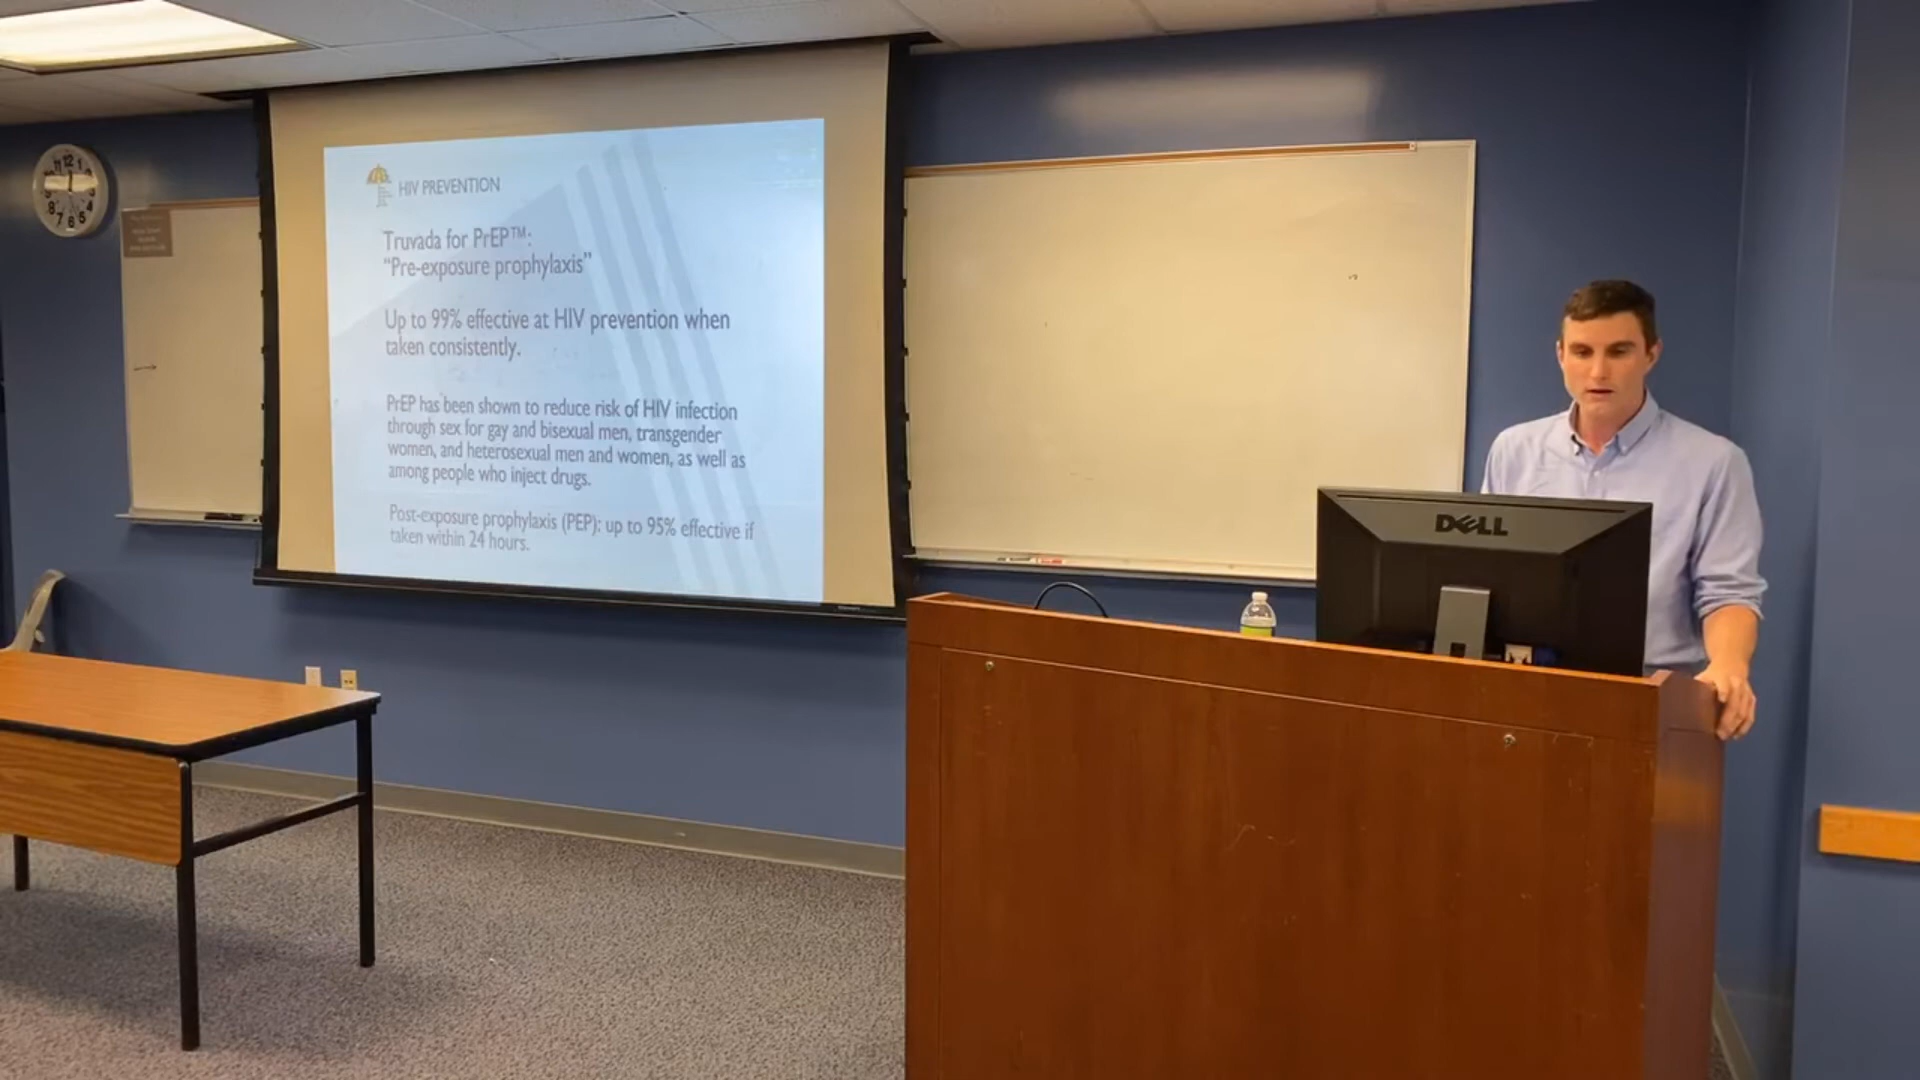 HIV PREVENTION
Truvada for PrEP™:
“Pre-exposure prophylaxis”
Up to 99% effective at HIV prevention when
taken consistently.
PrEP has been shown to reduce risk of HIV infection
through sex for gay and bisexual men, transgender
women, and heterosexual men and women, as well as
among people who inject drugs.
Post-exposure prophylaxis (PEP): up to 95% effective if
taken within 24 hours.
DELL